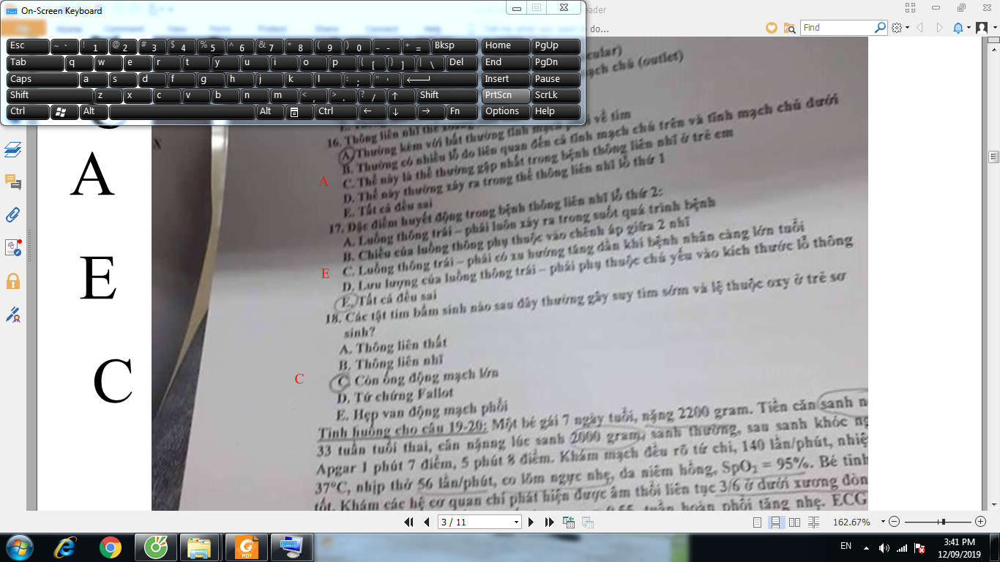 On-Screen Keyboard
ader
File Home Comment View Form Protect Share Connect Help
do...
Find
Esc ~ ` ! 1 @ 2 # 3 $ 4 % 5 ^ 6 & 7 * 8 ( 9 ) 0 _ - + = Bksp Home PgUp
Tab q w e r t y u i o p { [ } ] | \ Del End PgDn
Caps a s d f g h j k l : ; " ' Insert Pause
Shift z x c v b n m < , > . ? / ↑ Shift PrtScn ScrLk
Ctrl Alt Alt Ctrl ← ↓ → Fn Options Help
cular)
ạch chủ (outlet)
X
16. Thông liên nhĩ thể xoang tĩnh mạch về tim
A. Thường kèm với bất thường tĩnh mạch phổi về tim
B. Thường có nhiều lỗ do liên quan đến cả tĩnh mạch chủ trên và tĩnh mạch chủ dưới
C. Thể này là thể thường gặp nhất trong bệnh thông liên nhĩ ở trẻ em
D. Thể này thường xảy ra trong thể thông liên nhĩ lỗ thứ 1
E. Tất cả đều sai
A
17. Đặc điểm huyết động trong bệnh thông liên nhĩ lỗ thứ 2:
A. Luồng thông trái – phải luôn xảy ra trong suốt quá trình bệnh
B. Chiều của luồng thông phụ thuộc vào chênh áp giữa 2 nhĩ
C. Luồng thông trái – phải có xu hướng tăng dần khi bệnh nhân càng lớn tuổi
D. Lưu lượng của luồng thông trái – phải phụ thuộc chủ yếu vào kích thước lỗ thông
E. Tất cả đều sai
E
18. Các tật tim bẩm sinh nào sau đây thường gây suy tim sớm và lệ thuộc oxy ở trẻ sơ
sinh?
A. Thông liên thất
B. Thông liên nhĩ
C. Còn ống động mạch lớn
D. Tứ chứng Fallot
E. Hẹp van động mạch phổi
C
Tình huống cho câu 19-20: Một bé gái 7 ngày tuổi, nặng 2200 gram. Tiền căn sanh n
33 tuần tuổi thai, cân nặnng lúc sanh 2000 gram, sanh thường, sau sanh khóc ng
Apgar 1 phút 7 điểm, 5 phút 8 điểm. Khám mạch đều rõ tứ chi, 140 lần/phút, nhiệ
37°C, nhịp thở 56 lần/phút, co lõm ngực nhẹ, da niêm hồng, SpO2 = 95%. Bé tỉnh
tốt. Khám các hệ cơ quan chỉ phát hiện được âm thổi liên tục 3/6 ở dưới xương đòn
0,55, tuần hoàn phổi tăng nhẹ. ECG
A
E
C
3 / 11
162.67%
PDF
EN
3:41 PM
12/09/2019